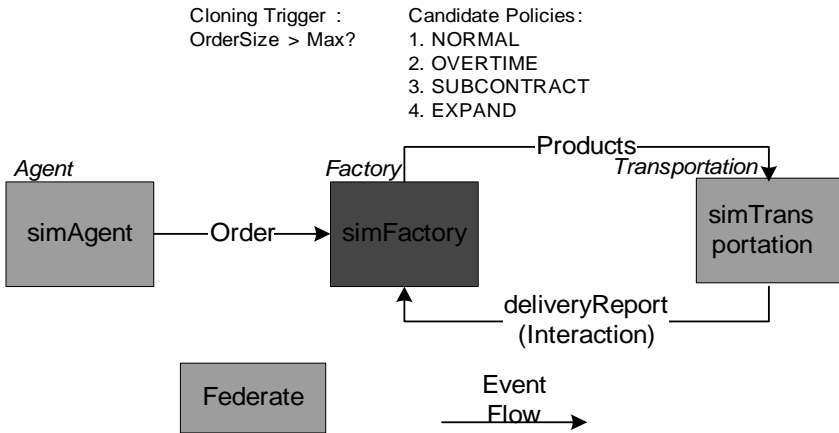 Cloning Trigger :
OrderSize > Max?
Candidate Policies:
1. NORMAL
2. OVERTIME
3. SUBCONTRACT
4. EXPAND
Products
Agent
Factory
Transportation
simAgent
Order
simFactory
simTrans
portation
deliveryReport
(Interaction)
Federate
Event
Flow